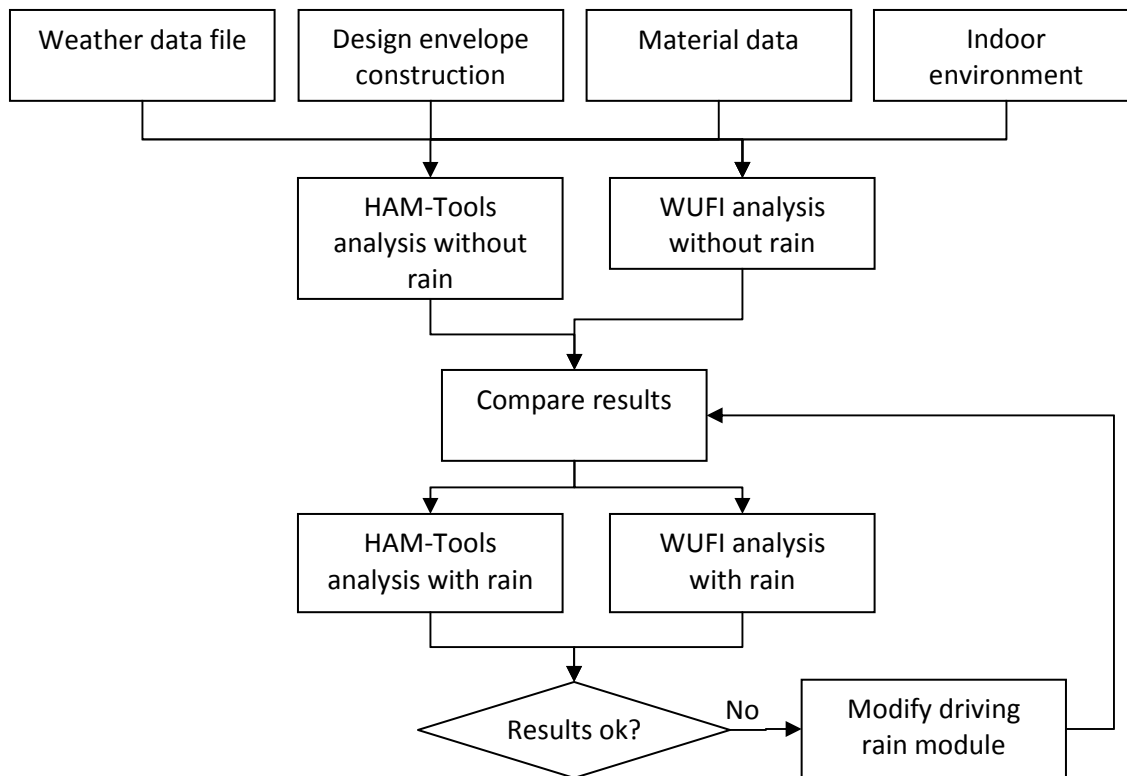 Weather data file
Design envelope
construction
Material data
Indoor
environment
HAM-Tools
analysis without
rain
WUFI analysis
without rain
Compare results
HAM-Tools
analysis with rain
WUFI analysis
with rain
Results ok?
No
Modify driving
rain module